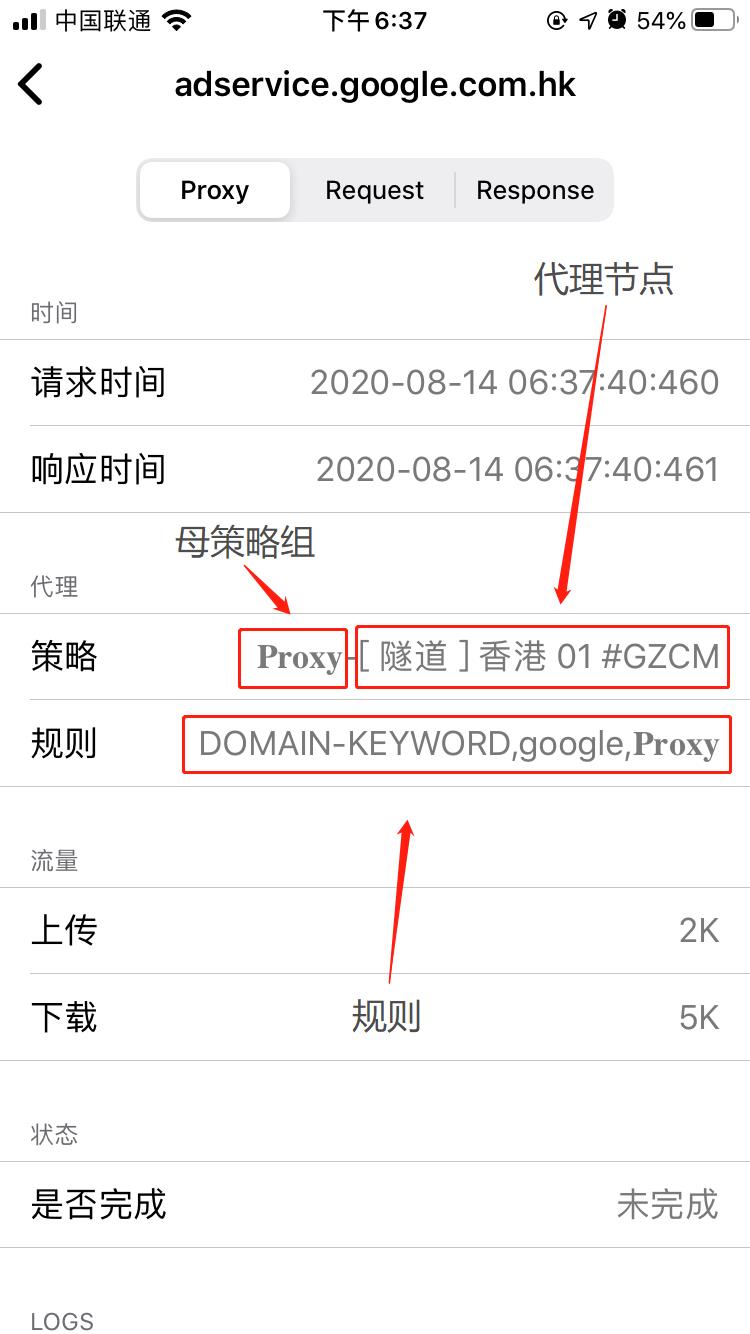 中国联通 下午6:37 54%
adservice.google.com.hk
Proxy Request Response
代理节点
时间
请求时间 2020-08-14 06:37:40:460
响应时间 2020-08-14 06:37:40:461
母策略组
代理
策略 Proxy-[ 隧道 ] 香港 01 #GZCM
规则 DOMAIN-KEYWORD,google,Proxy
流量
上传 2K
下载 5K
规则
状态
是否完成 未完成
LOGS